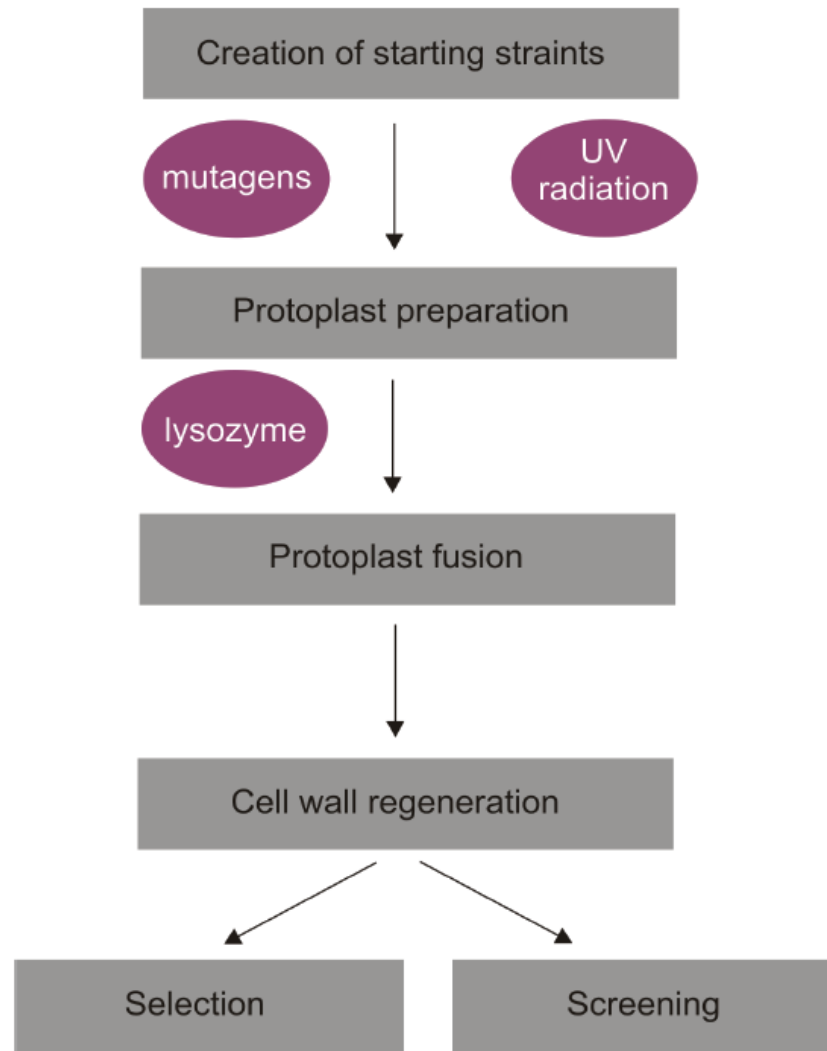 Creation of starting straints
mutagens
UV
radiation
Protoplast preparation
lysozyme
Protoplast fusion
Cell wall regeneration
Selection
Screening